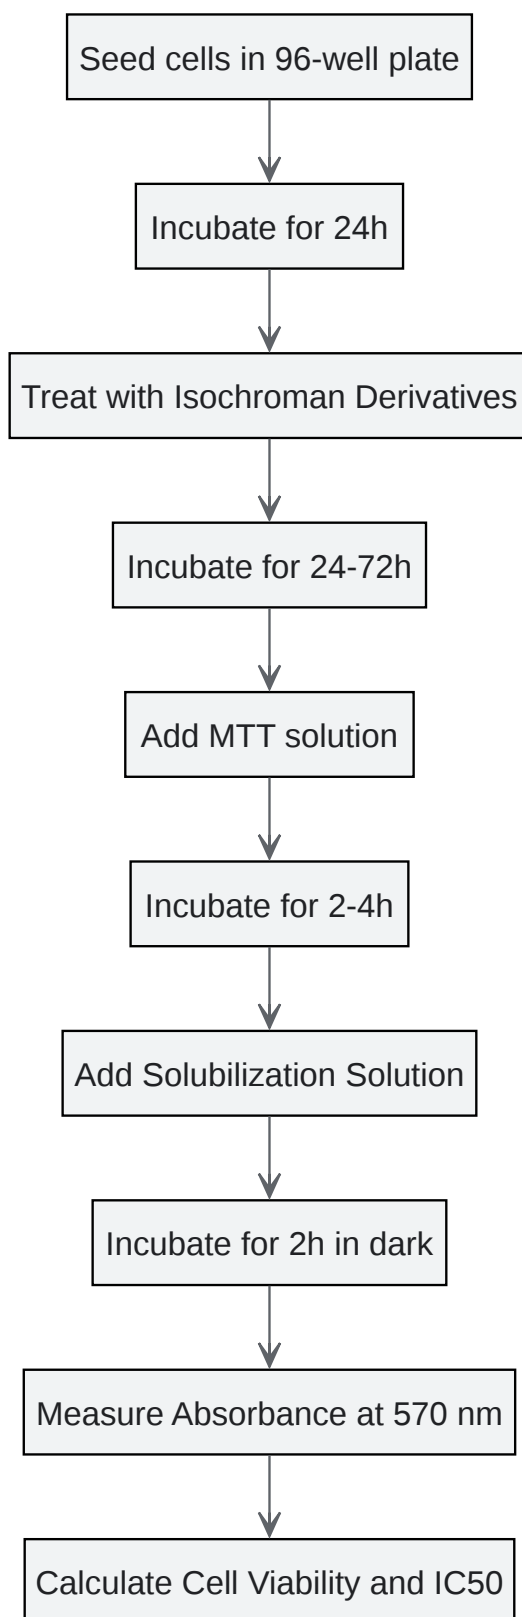 Seed cells in 96-well plate
Incubate for 24h
Treat with Isochroman Derivatives
Incubate for 24-72h
Add MTT solution
Incubate for 2-4h
Add Solubilization Solution
Incubate for 2h in dark
Measure Absorbance at 570 nm
Calculate Cell Viability and IC50